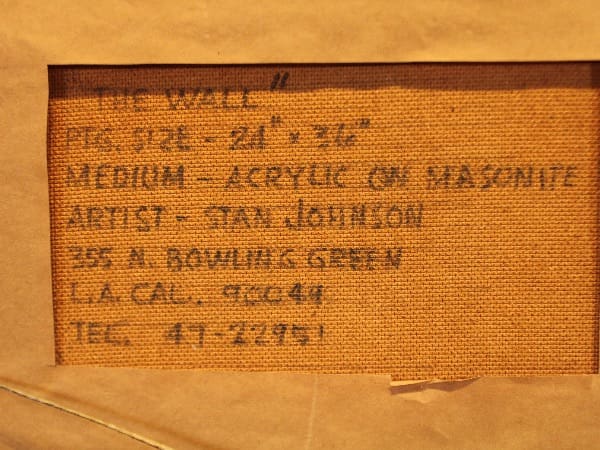 "THE WALL"
PTG. SIZE - 24" x 36"
MEDIUM - ACRYLIC ON MASONITE
ARTIST - STAN JOHNSON
355 N. BOWLING GREEN
L.A. CAL. 90049
TEL. 47-22951